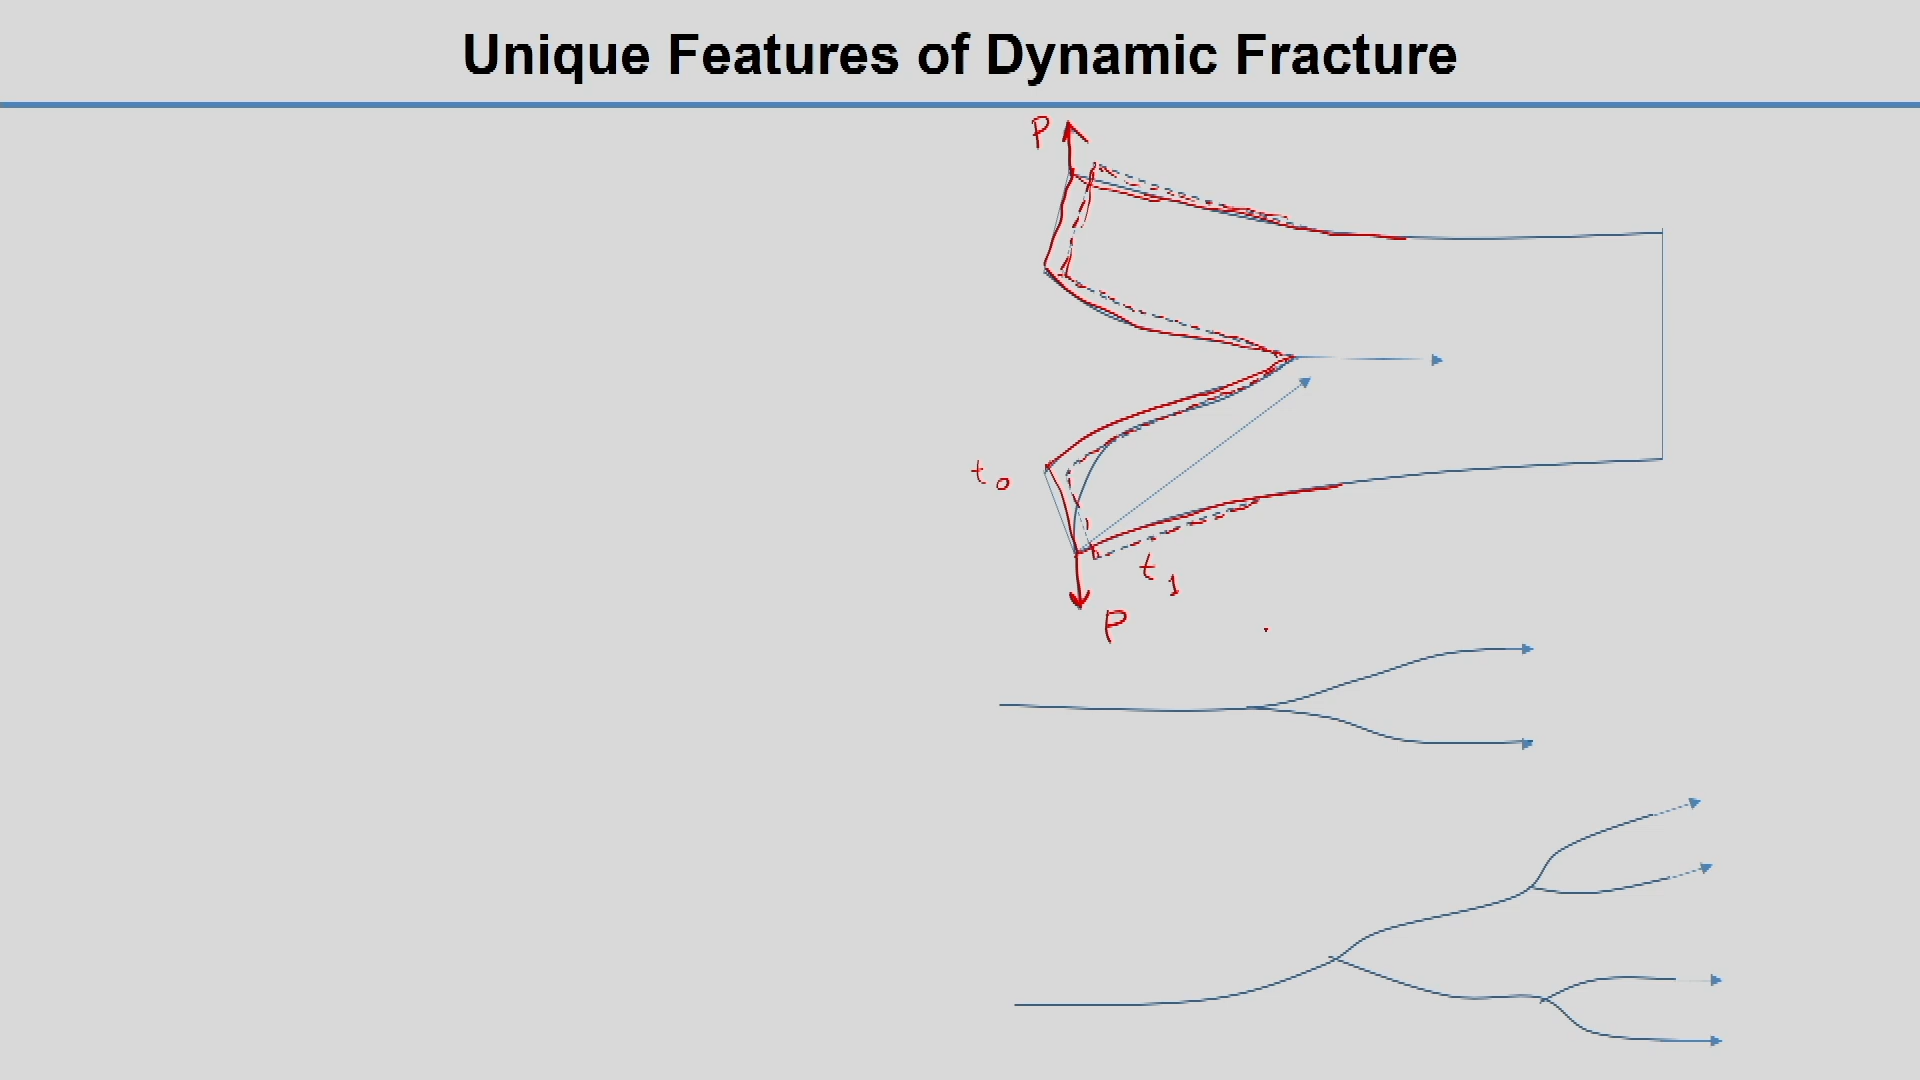 Unique Features of Dynamic Fracture
P
t₀
t₁
P